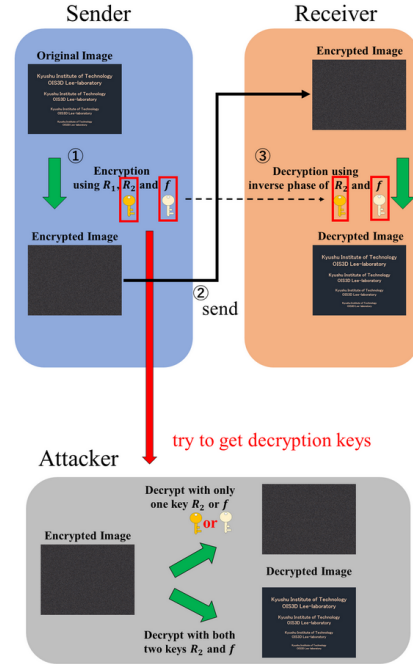 Sender
Receiver
Original Image
Kyushu Institute of Technology
OIS3D Lee-laboratory
Kyushu Institute of Technology
OIS3D Lee-laboratory
Kyushu Institute of Technology
OIS3D Lee-laboratory
①
Encryption
using R₁, R₂ and f
Encrypted Image
②
send
Encrypted Image
③
Decryption using
inverse phase of R₂ and f
Decrypted Image
Kyushu Institute of Technology
OIS3D Lee-laboratory
Kyushu Institute of Technology
OIS3D Lee-laboratory
Kyushu Institute of Technology
OIS3D Lee-laboratory
try to get decryption keys
Attacker
Encrypted Image
Decrypt with only
one key R₂ or f
or
Decrypt with both
two keys R₂ and f
Decrypted Image
Kyushu Institute of Technology
OIS3D Lee-laboratory
Kyushu Institute of Technology
OIS3D Lee-laboratory
Kyushu Institute of Technology
OIS3D Lee-laboratory